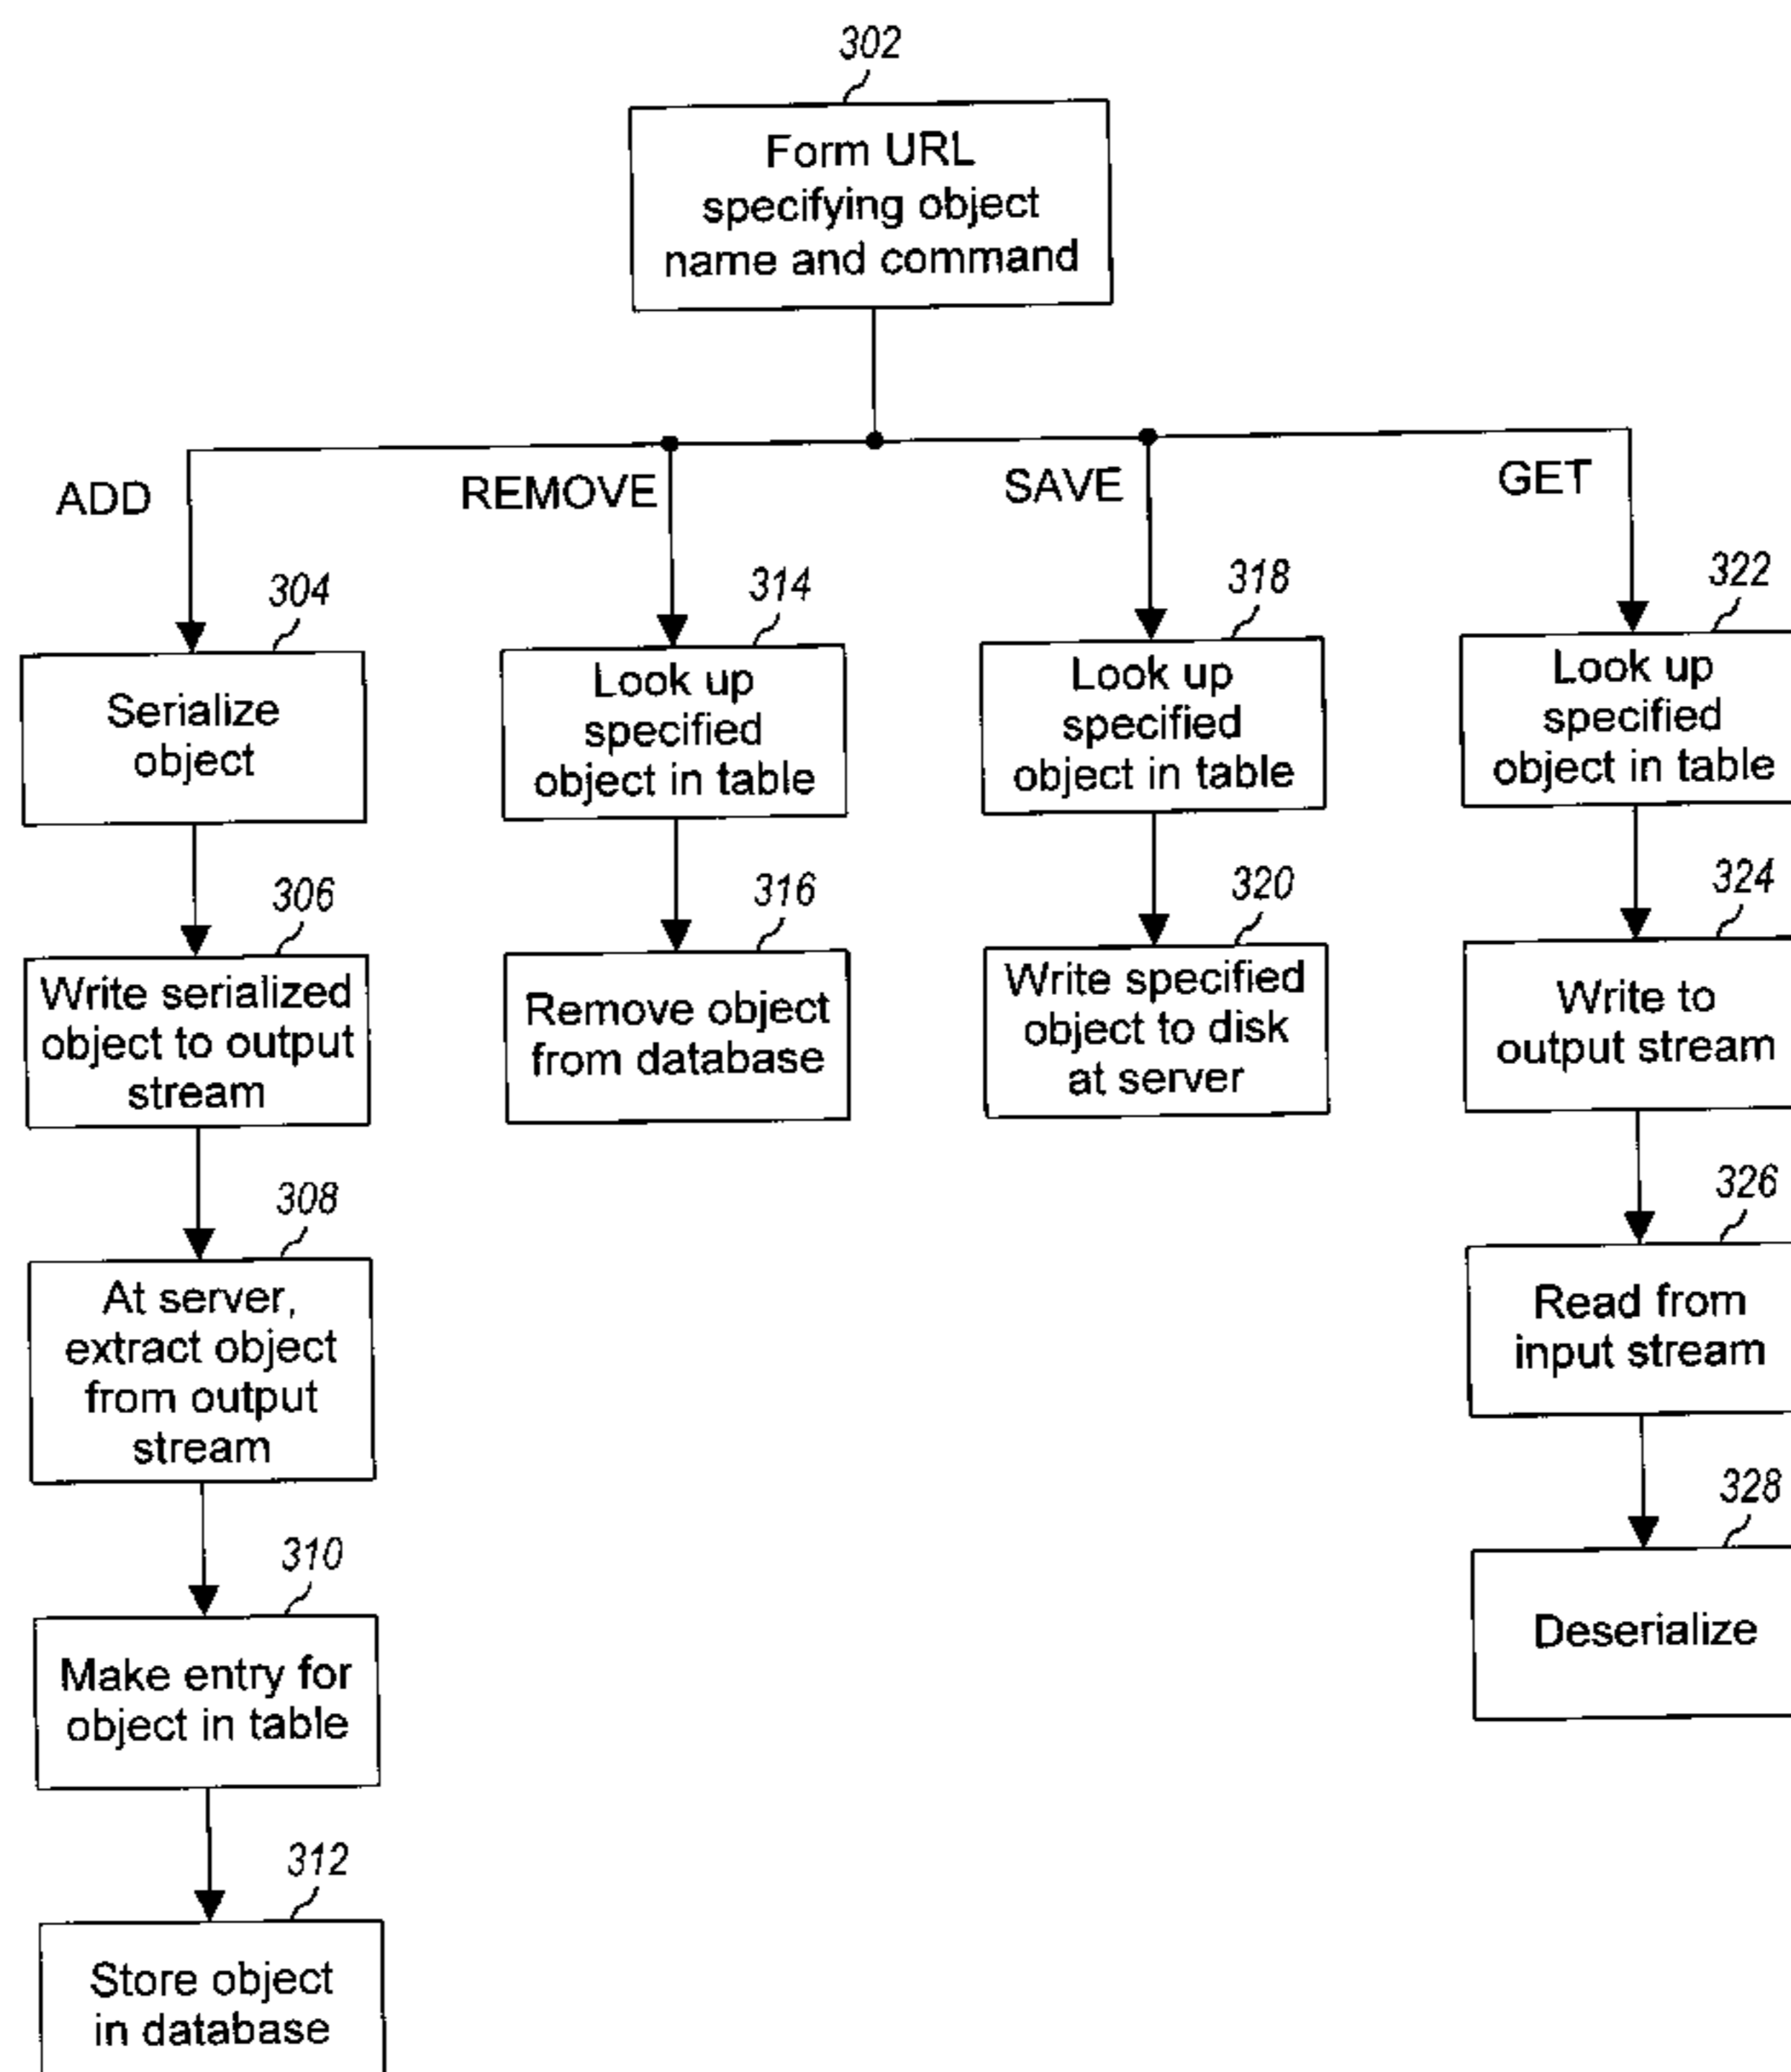 302
Form URL
specifying object
name and command
ADD
REMOVE
SAVE
GET
304
Serialize
object
306
Write serialized
object to output
stream
308
At server,
extract object
from output
stream
310
Make entry for
object in table
312
Store object
in database
314
Look up
specified
object in table
316
Remove object
from database
318
Look up
specified
object in table
320
Write specified
object to disk
at server
322
Look up
specified
object in table
324
Write to
output stream
326
Read from
input stream
328
Deserialize